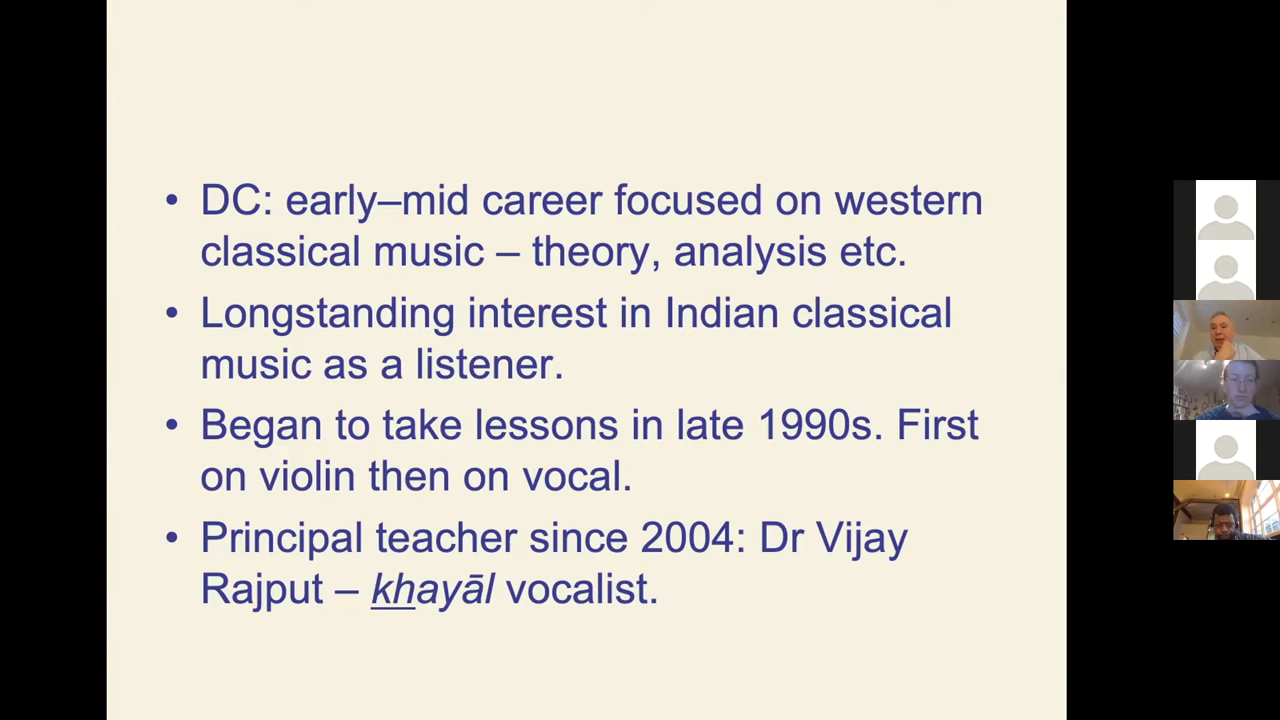 • DC: early–mid career focused on western
classical music – theory, analysis etc.
• Longstanding interest in Indian classical
music as a listener.
• Began to take lessons in late 1990s. First
on violin then on vocal.
• Principal teacher since 2004: Dr Vijay
Rajput – khayāl vocalist.